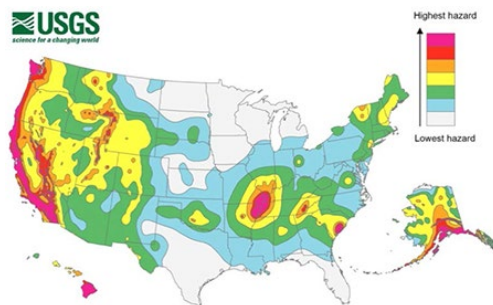 USGS
science for a changing world
Highest hazard
Lowest hazard